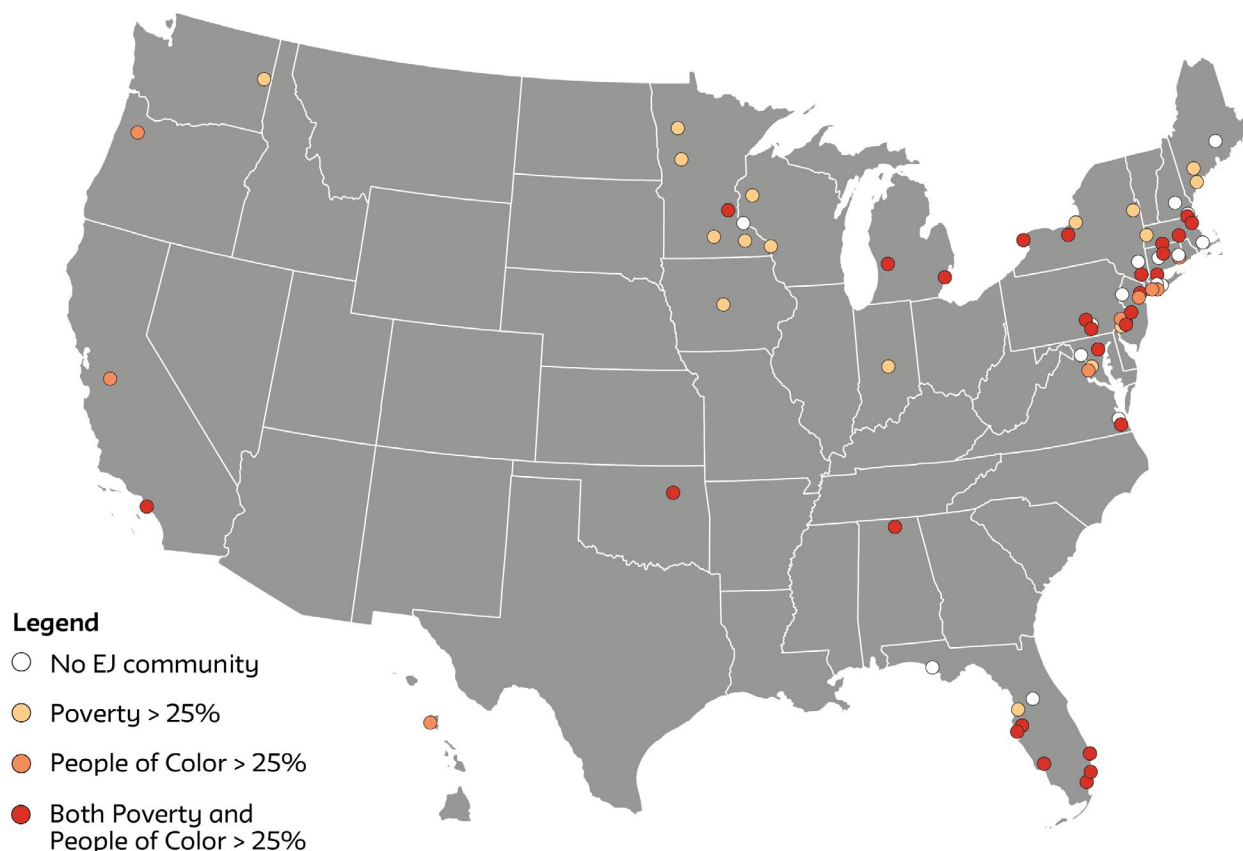 Legend
No EJ community
Poverty > 25%
People of Color > 25%
Both Poverty and
People of Color > 25%